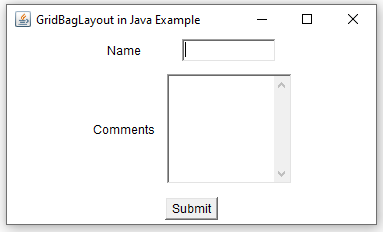 GridBagLayout in Java Example
Name
Comments
Submit